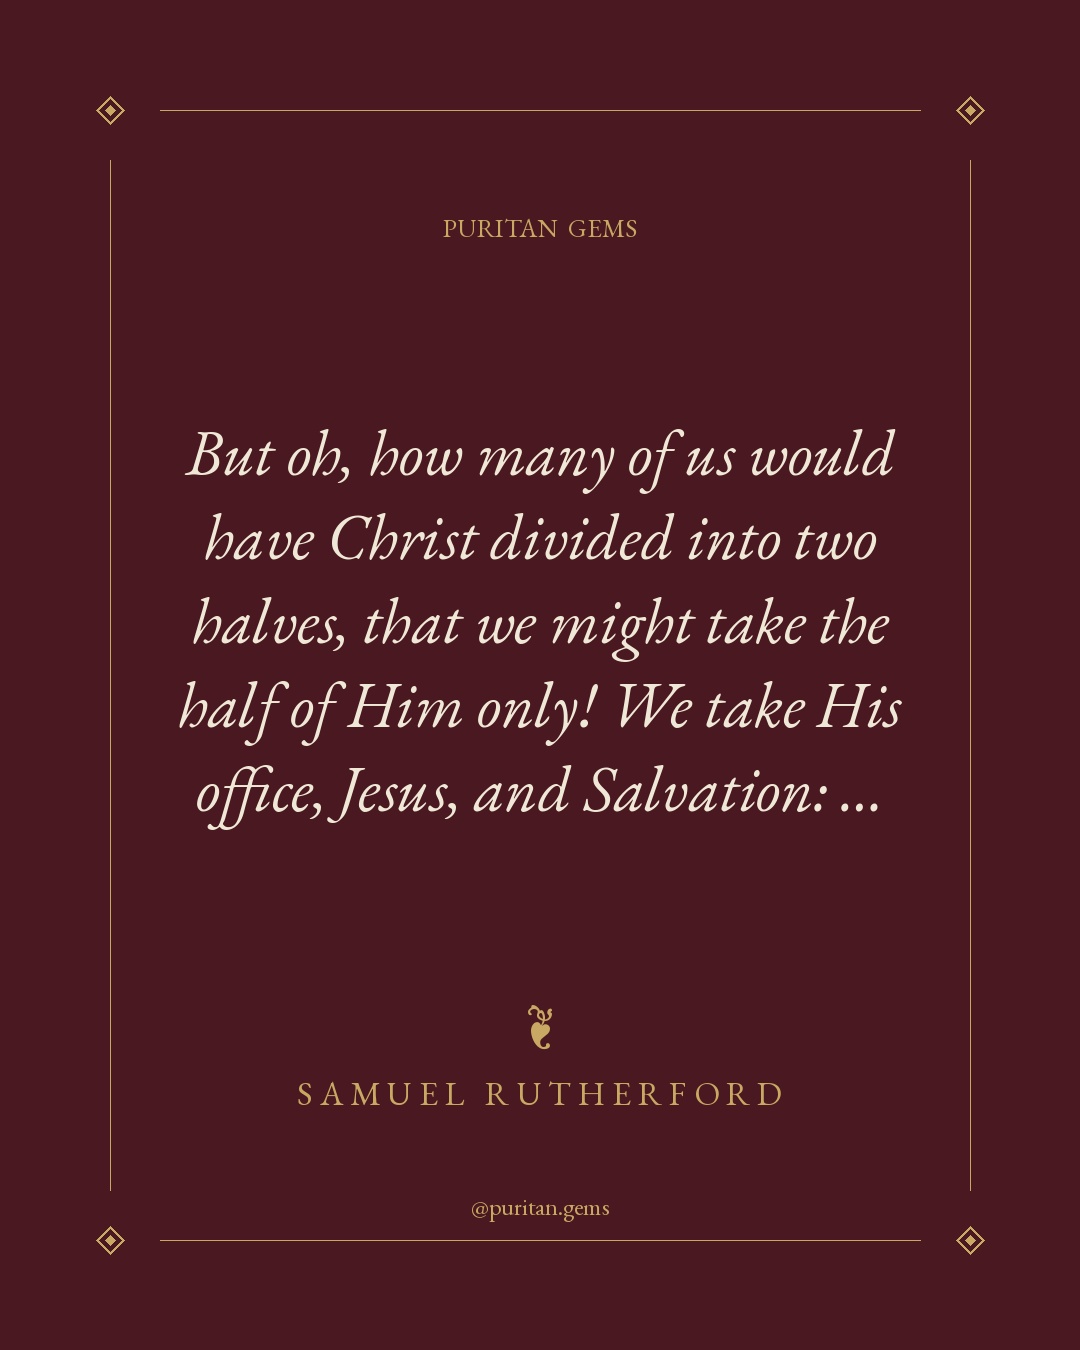 PURITAN GEMS
But oh, how many of us would
have Christ divided into two
halves, that we might take the
half of Him only! We take His
office, Jesus, and Salvation: ...
SAMUEL RUTHERFORD
@puritan.gems